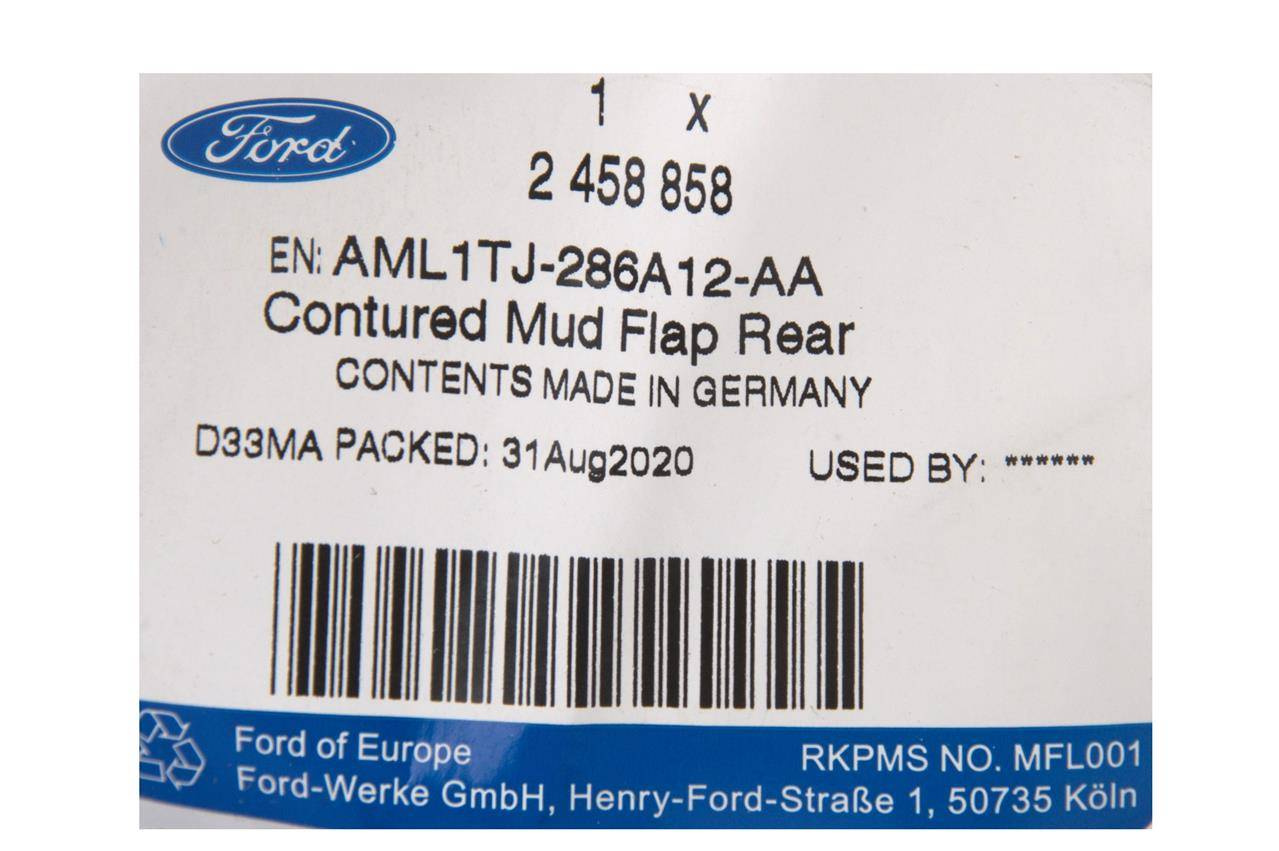 Ford
1 X
2 458 858
EN: AML1TJ-286A12-AA
Contured Mud Flap Rear
CONTENTS MADE IN GERMANY
D33MA PACKED: 31Aug2020 USED BY: ******
Ford of Europe RKPMS NO. MFL001
Ford-Werke GmbH, Henry-Ford-Straße 1, 50735 Köln